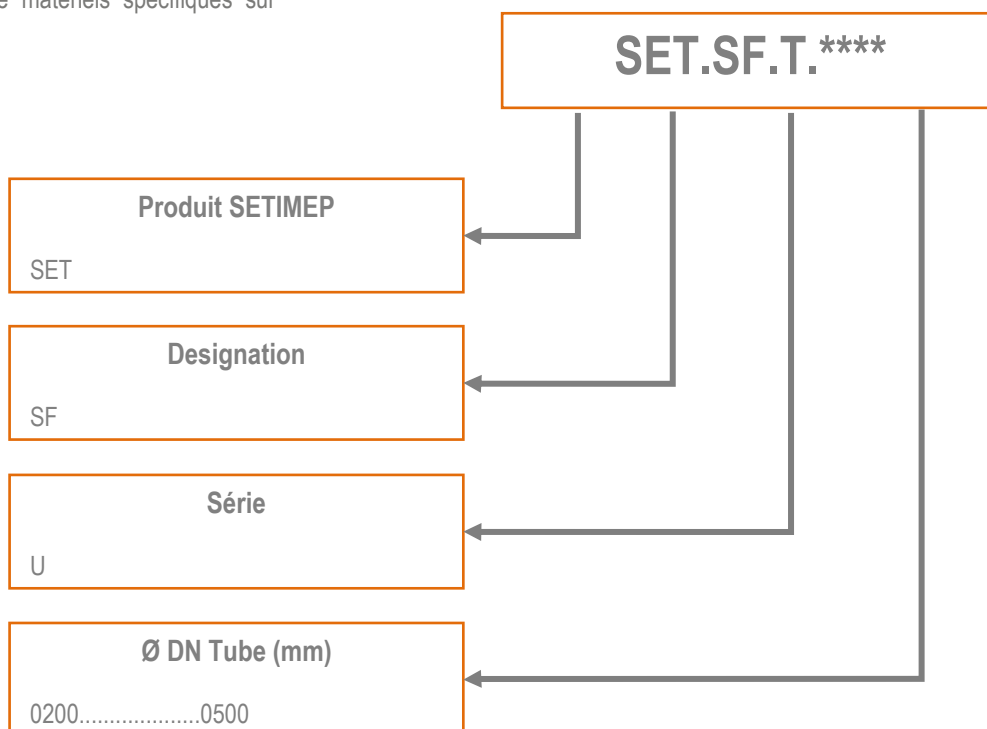 matériels spécifiques sur
SET.SF.T.****
Produit SETIMEP
SET
Designation
SF
Série
U
Ø DN Tube (mm)
0200....................0500